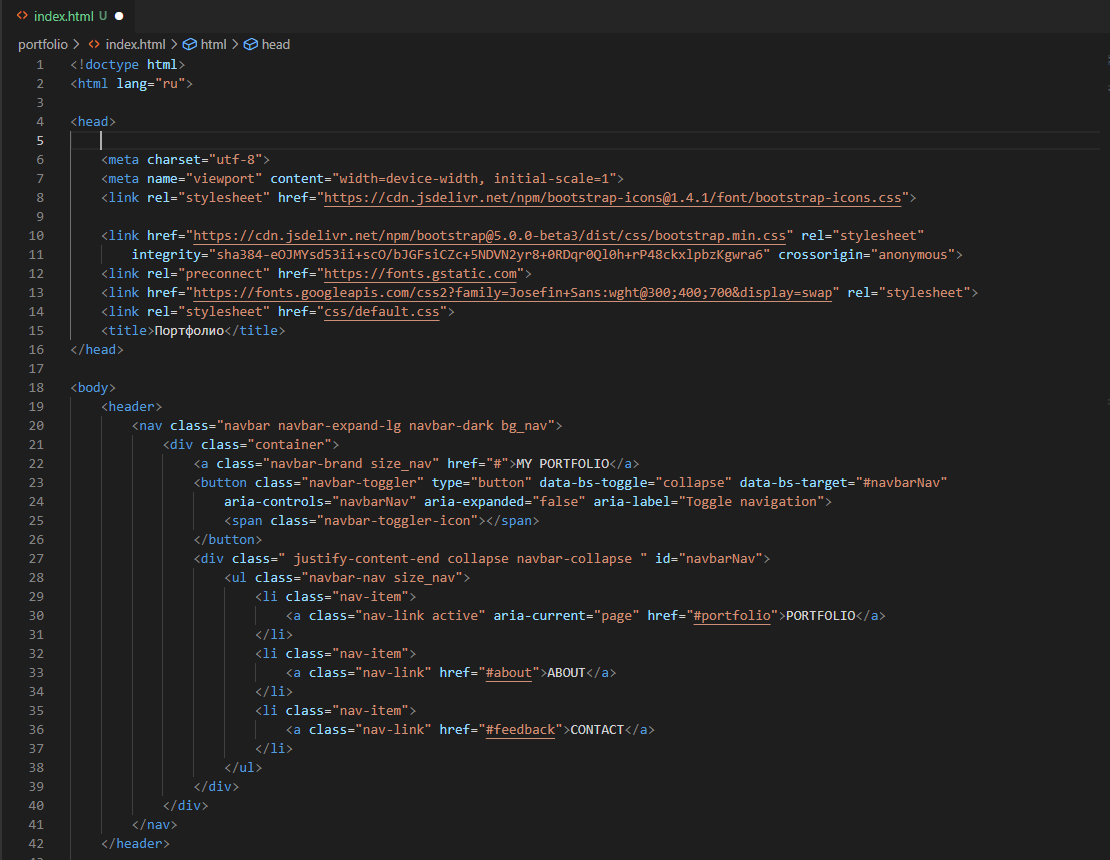 index.html U
portfolio > index.html > html > head
1 <!doctype html>
2 <html lang="ru">
3
4 <head>
5
6 <meta charset="utf-8">
7 <meta name="viewport" content="width=device-width, initial-scale=1">
8 <link rel="stylesheet" href="https://cdn.jsdelivr.net/npm/bootstrap-icons@1.4.1/font/bootstrap-icons.css">
9
10 <link href="https://cdn.jsdelivr.net/npm/bootstrap@5.0.0-beta3/dist/css/bootstrap.min.css" rel="stylesheet"
11 integrity="sha384-eOJMYsd53ii+scO/bJGFsiCZc+5NDVN2yr8+0RDqr0Ql0h+rP48ckxlpbzKgwra6" crossorigin="anonymous">
12 <link rel="preconnect" href="https://fonts.gstatic.com">
13 <link href="https://fonts.googleapis.com/css2?family=Josefin+Sans:wght@300;400;700&display=swap" rel="stylesheet">
14 <link rel="stylesheet" href="css/default.css">
15 <title>Портфолио</title>
16 </head>
17
18 <body>
19 <header>
20 <nav class="navbar navbar-expand-lg navbar-dark bg_nav">
21 <div class="container">
22 <a class="navbar-brand size_nav" href="#">MY PORTFOLIO</a>
23 <button class="navbar-toggler" type="button" data-bs-toggle="collapse" data-bs-target="#navbarNav"
24 aria-controls="navbarNav" aria-expanded="false" aria-label="Toggle navigation">
25 <span class="navbar-toggler-icon"></span>
26 </button>
27 <div class=" justify-content-end collapse navbar-collapse " id="navbarNav">
28 <ul class="navbar-nav size_nav">
29 <li class="nav-item">
30 <a class="nav-link active" aria-current="page" href="#portfolio">PORTFOLIO</a>
31 </li>
32 <li class="nav-item">
33 <a class="nav-link" href="#about">ABOUT</a>
34 </li>
35 <li class="nav-item">
36 <a class="nav-link" href="#feedback">CONTACT</a>
37 </li>
38 </ul>
39 </div>
40 </div>
41 </nav>
42 </header>